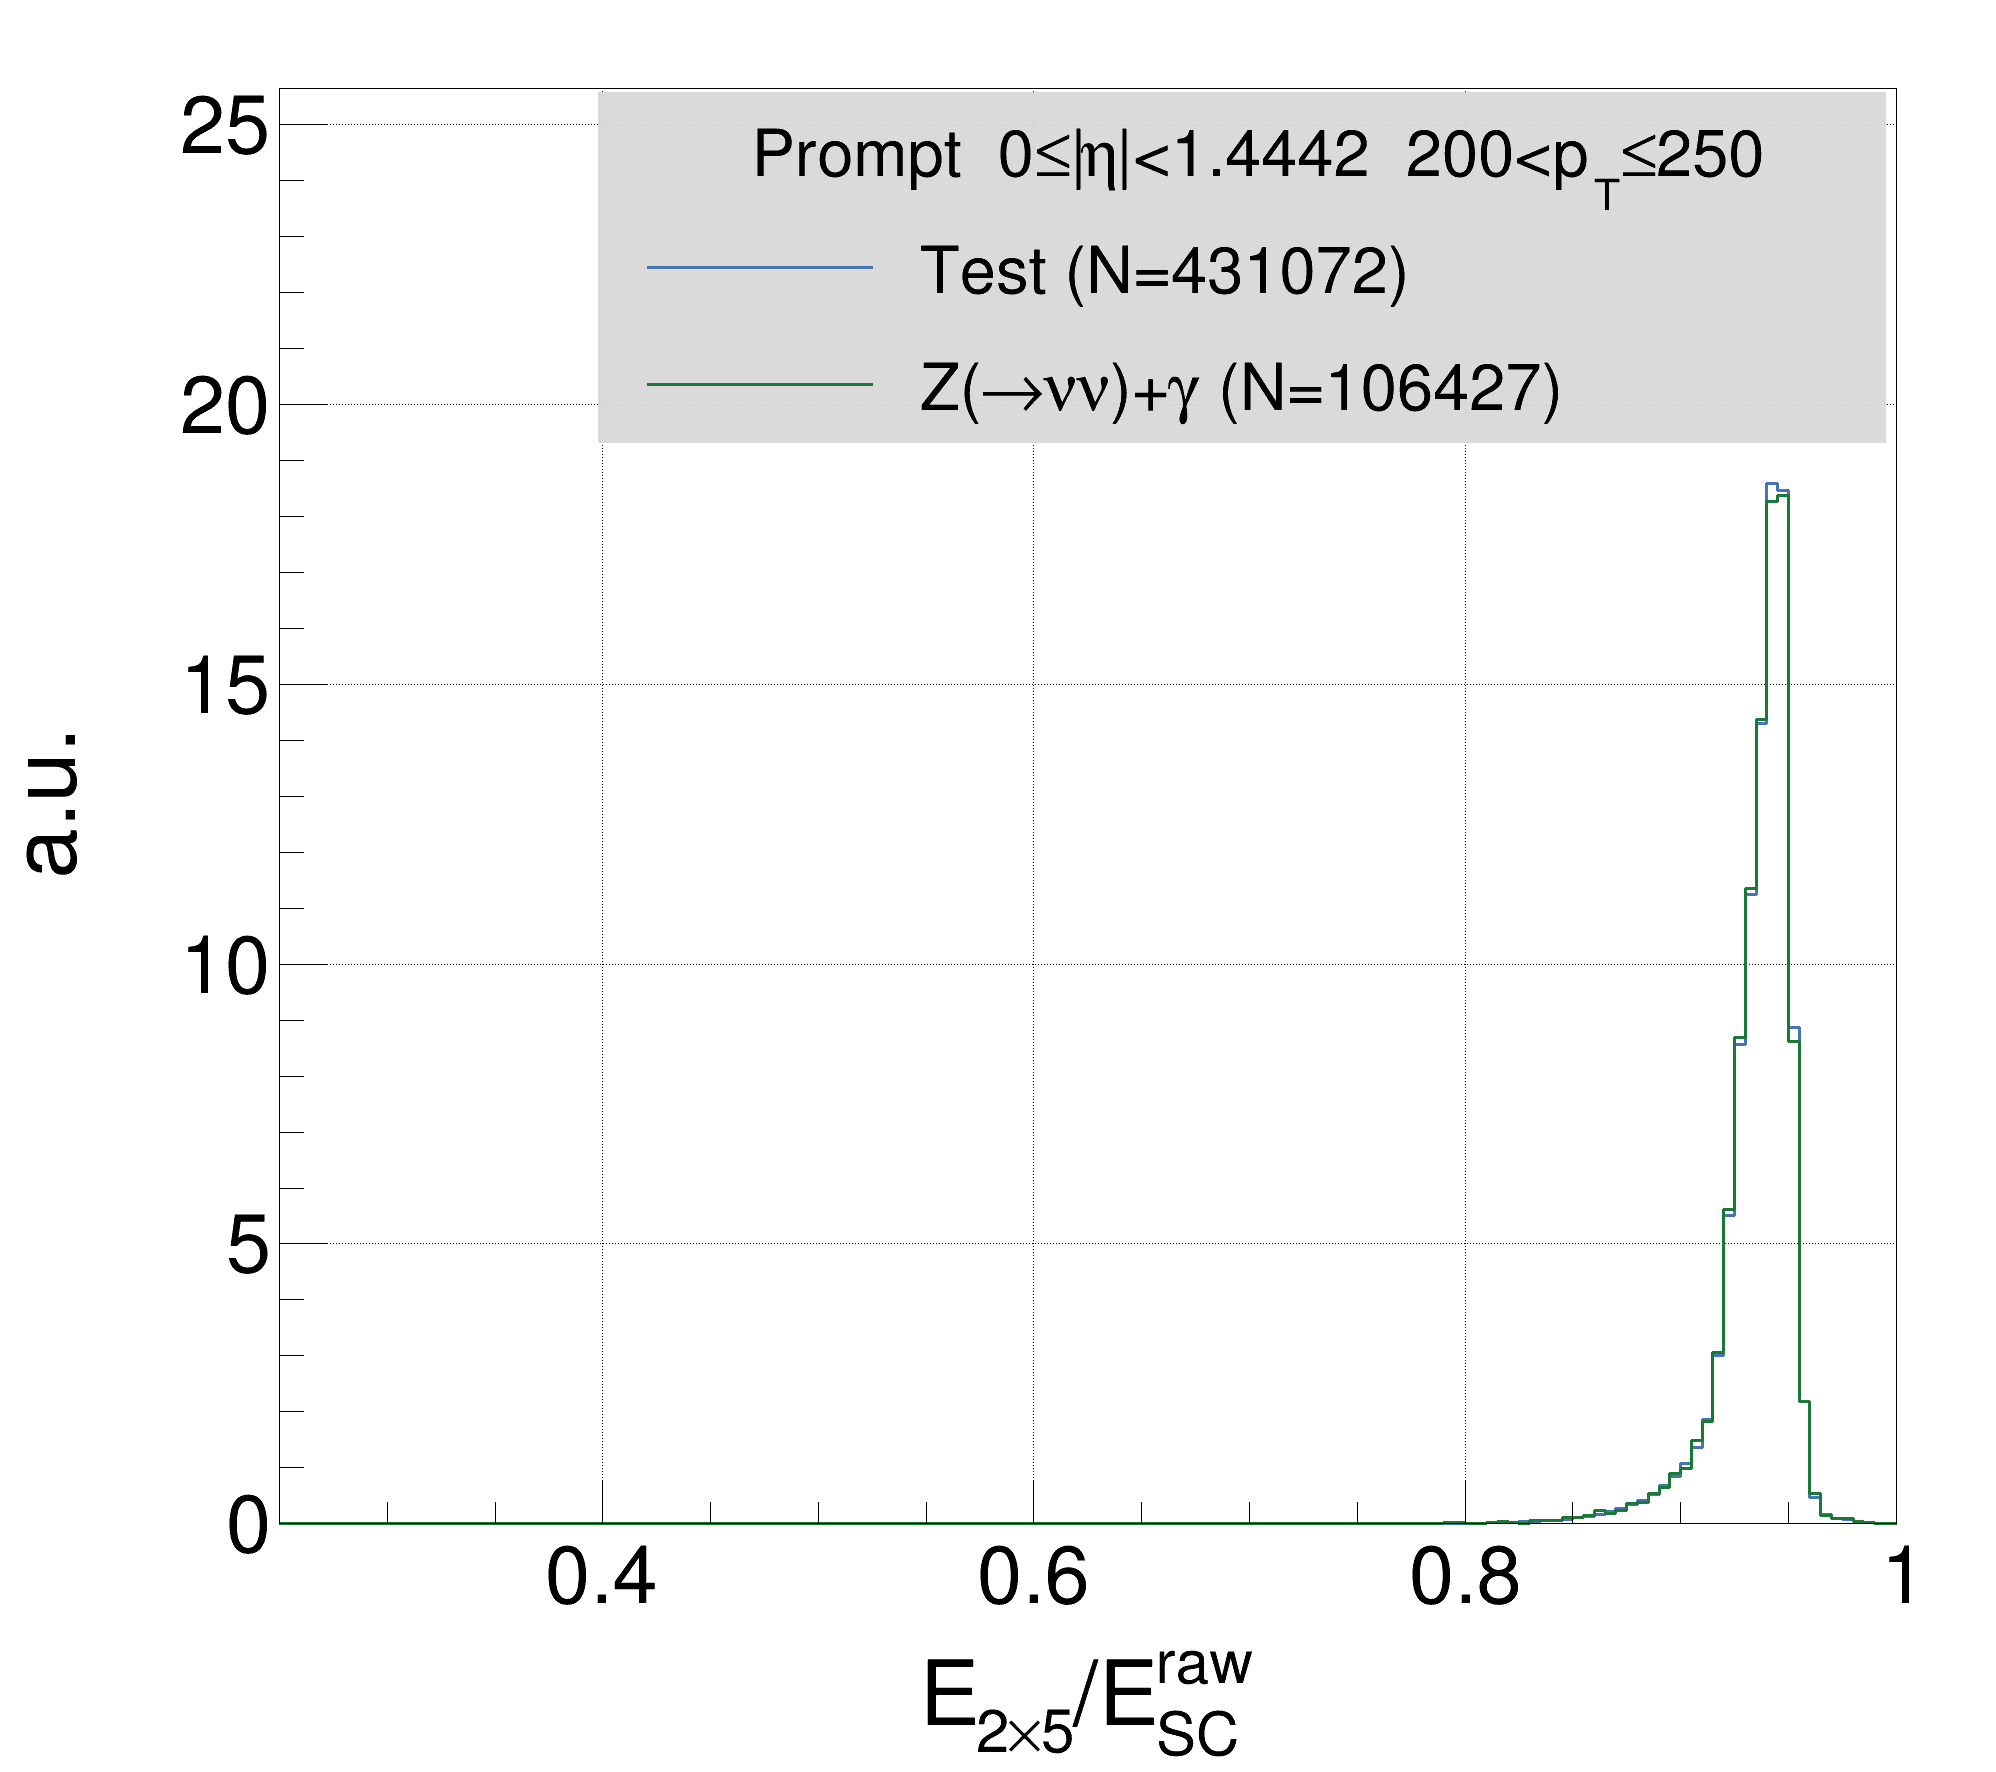 25
20
15
10
5
0
a.u.
Prompt 0≤|η|<1.4442 200<p_T≤250
Test (N=431072)
Z(→νν)+γ (N=106427)
0.4 0.6 0.8 1
E_2×5/E_SC^raw